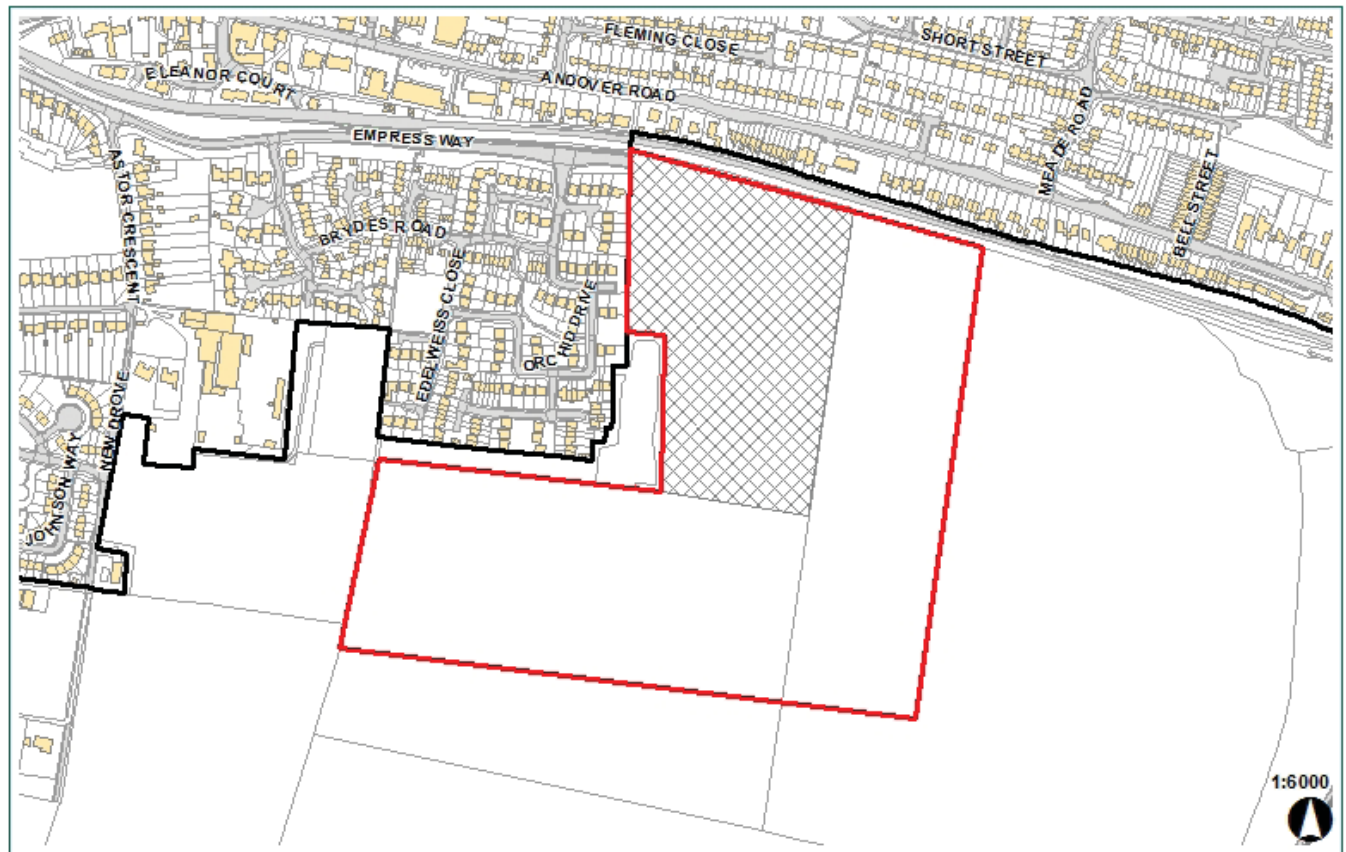 FLEMING CLOSE
SHORT STREET
ELEANOR COURT
ANDOVER ROAD
EMPRESS WAY
MEADE ROAD
BELL STREET
ASTOR CRESCENT
BRYDES ROAD
EDELWEISS CLOSE
ORCHID DRIVE
NEW DROVE
JOHNSON WAY
1:6000